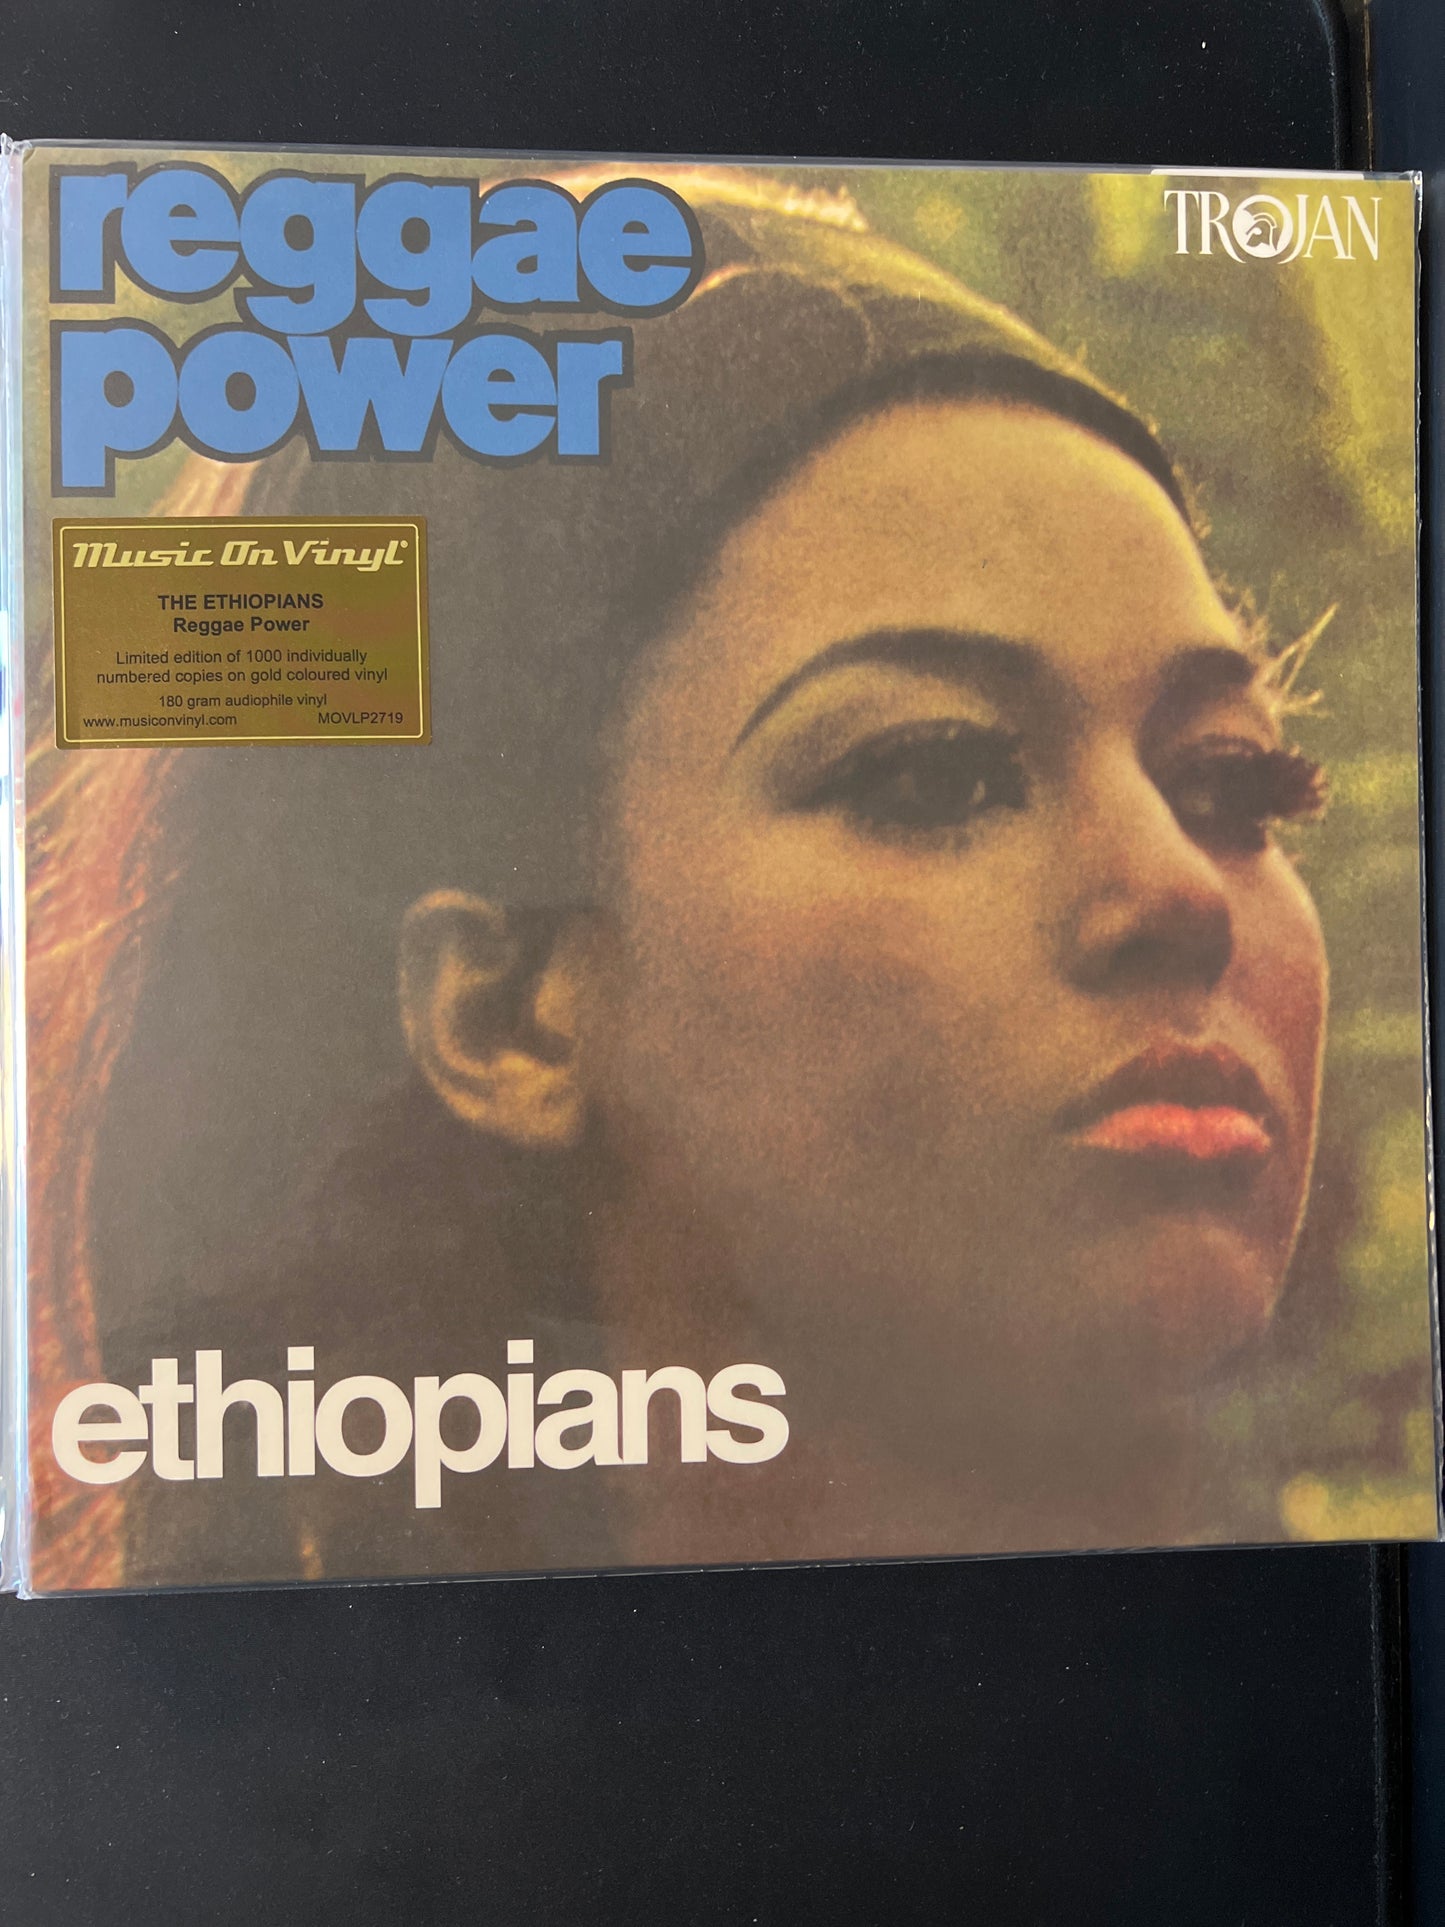 reggae
power
TROJAN
Music On Vinyl®
THE ETHIOPIANS
Reggae Power
Limited edition of 1000 individually
numbered copies on gold coloured vinyl
180 gram audiophile vinyl
www.musiconvinyl.com MOVLP2719
ethiopians